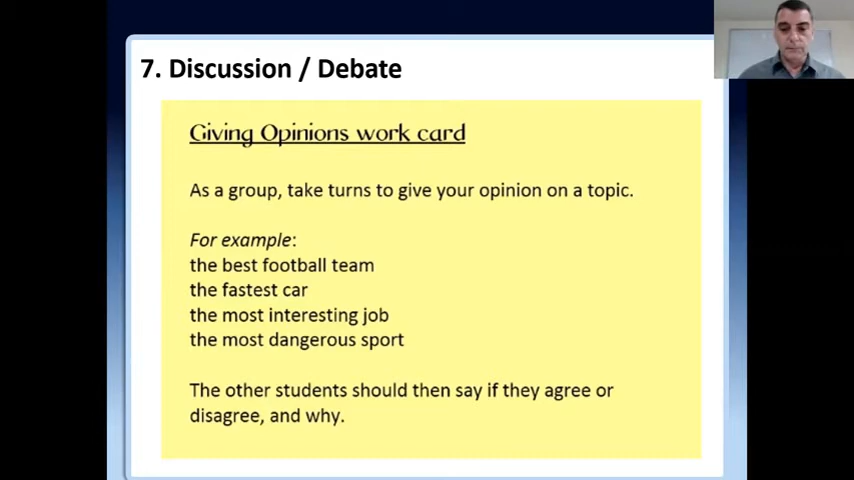 7. Discussion / Debate
Giving Opinions work card
As a group, take turns to give your opinion on a topic.
For example:
the best football team
the fastest car
the most interesting job
the most dangerous sport
The other students should then say if they agree or
disagree, and why.